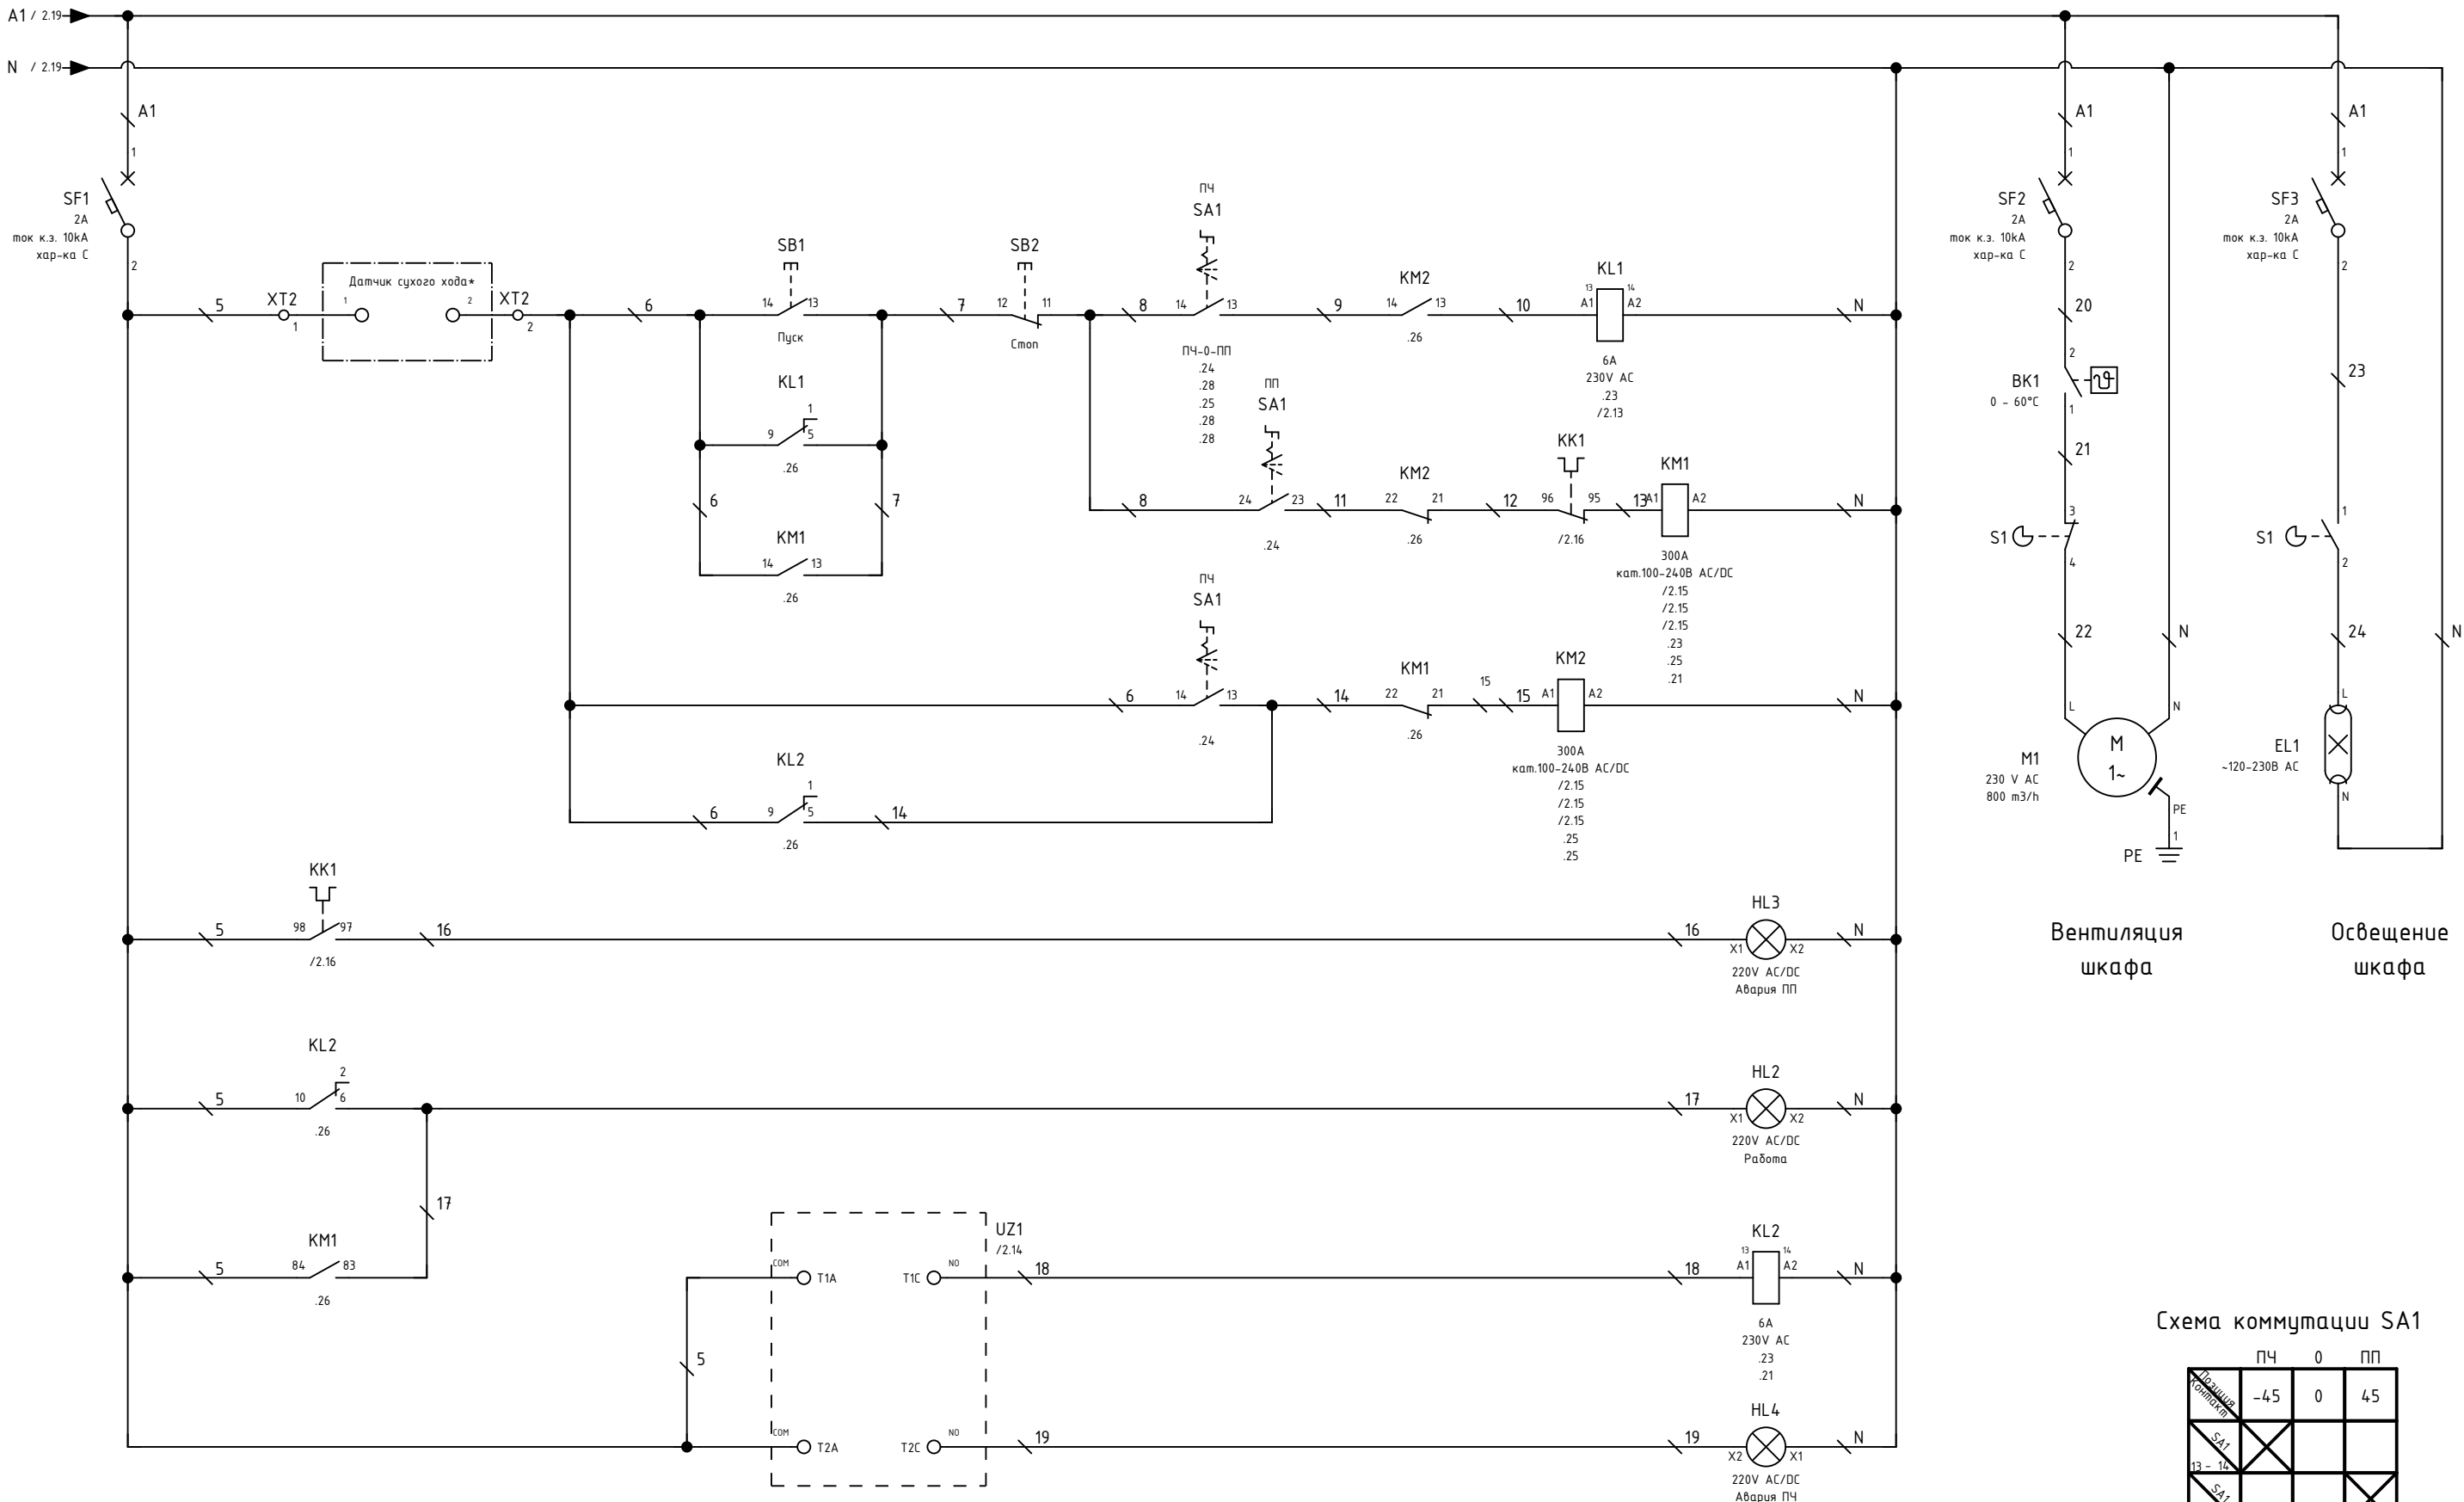 A1 / 2.19
N / 2.19
A1
1
SF1
2A
ток к.з. 10kA
хар-ка С
2
5
XT2
1
Датчик сухого хода*
1
2
XT2
2
6
SB1
14
13
Пуск
7
SB2
12
11
Стоп
8
ПЧ
SA1
14
13
ПЧ-0-ПП
.24
.28
.25
.28
.28
9
KM2
14
13
.26
10
KL1
13
14
A1
A2
6A
230V AC
.23
/2.13
N
KL1
1
9
5
.26
6
7
KM1
14
13
.26
8
ПП
SA1
24
23
.24
11
KM2
22
21
.26
12
KK1
96
95
/2.16
13
KM1
A1
A2
300A
кат.100-240В AC/DC
/2.15
/2.15
/2.15
.23
.25
.21
N
6
ПЧ
SA1
14
13
.24
14
KM1
22
21
.26
15
15
KM2
A1
A2
300A
кат.100-240В AC/DC
/2.15
/2.15
/2.15
.25
.25
N
6
KL2
1
9
5
.26
14
5
KK1
98
97
/2.16
16
16
HL3
X1
X2
220V AC/DC
Авария ПП
N
5
KL2
2
10
6
.26
17
HL2
X1
X2
220V AC/DC
Работа
N
17
5
KM1
84
83
.26
5
UZ1
/2.14
COM
T1A
NO
T1C
18
18
KL2
13
14
A1
A2
6A
230V AC
.23
.21
N
COM
T2A
NO
T2C
19
19
HL4
X2
X1
220V AC/DC
Авария ПЧ
N
A1
1
SF2
2A
ток к.з. 10kA
хар-ка С
2
20
2
BK1
0 - 60°C
1
21
3
S1
4
22
N
L
N
M1
230 V AC
800 m3/h
M
1~
PE
1
PE
Вентиляция
шкафа
A1
1
SF3
2A
ток к.з. 10kA
хар-ка С
2
23
1
S1
2
24
N
L
EL1
~120-230В AC
N
Освещение
шкафа
Схема коммутации SA1
ПЧ 0 ПП
Позиция
Контакт
-45 0 45
SA1
13 - 14
SA1